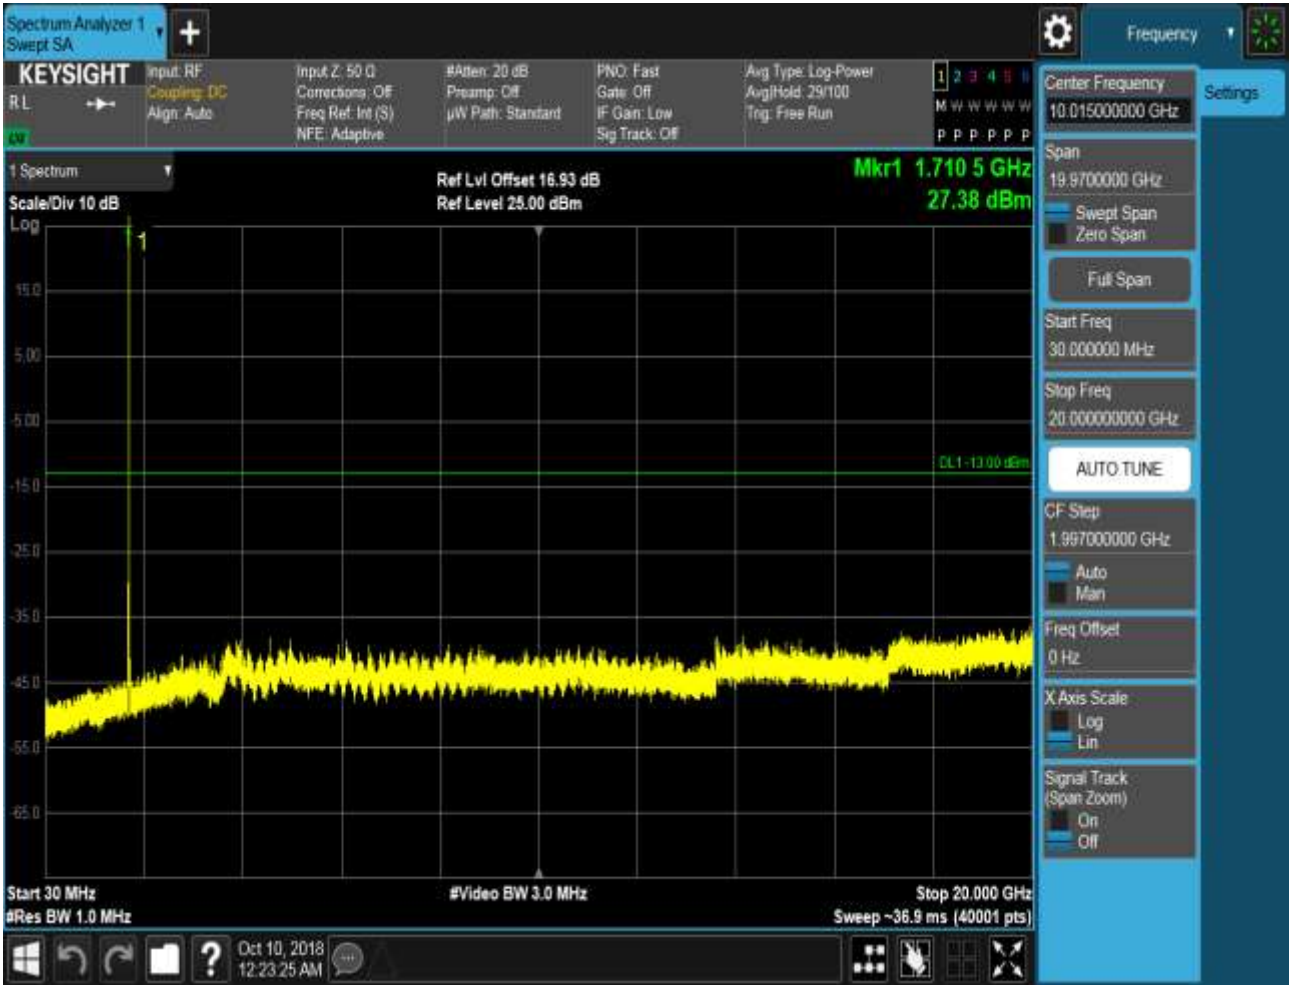 Spectrum Analyzer 1
Swept SA
Frequency
KEYSIGHT
RL
Input: RF
Coupling: DC
Align: Auto
Input Z: 50 Ω
Corrections: Off
Freq Ref: Int (S)
NFE: Adaptive
#Atten: 20 dB
Preamp: Off
µW Path: Standard
PNO: Fast
Gate: Off
IF Gain: Low
Sig Track: Off
Avg Type: Log-Power
Avg|Hold: 29/100
Trig: Free Run
1 2 3 4 5 6
M W W W W W
P P P P P P
1 Spectrum
Scale/Div 10 dB
Log
Ref Lvl Offset 16.93 dB
Ref Level 25.00 dBm
Mkr1 1.710 5 GHz
27.38 dBm
1
15.0
5.00
-5.00
DL1 -13.00 dBm
-15.0
-25.0
-35.0
-45.0
-55.0
-65.0
Start 30 MHz
#Video BW 3.0 MHz
Stop 20.000 GHz
#Res BW 1.0 MHz
Sweep ~36.9 ms (40001 pts)
Oct 10, 2018
12:23:25 AM
Center Frequency
10.015000000 GHz
Settings
Span
19.9700000 GHz
Swept Span
Zero Span
Full Span
Start Freq
30.000000 MHz
Stop Freq
20.000000000 GHz
AUTO TUNE
CF Step
1.997000000 GHz
Auto
Man
Freq Offset
0 Hz
X Axis Scale
Log
Lin
Signal Track
(Span Zoom)
On
Off